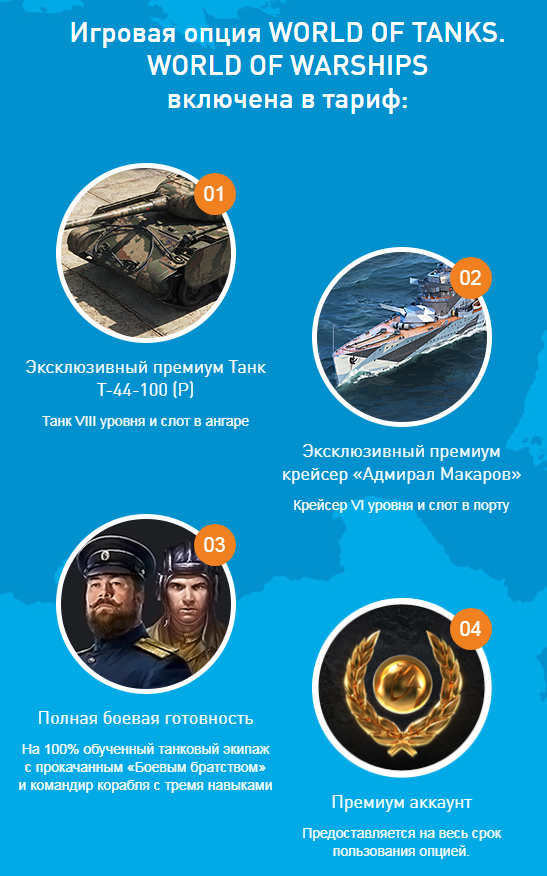 Игровая опция WORLD OF TANKS.
WORLD OF WARSHIPS
включена в тариф:
01
Эксклюзивный премиум Танк
Т-44-100 (Р)
Танк VIII уровня и слот в ангаре
02
Эксклюзивный премиум
крейсер «Адмирал Макаров»
Крейсер VI уровня и слот в порту
03
Полная боевая готовность
На 100% обученный танковый экипаж
с прокачанным «Боевым братством»
и командир корабля с тремя навыками
04
Премиум аккаунт
Предоставляется на весь срок
пользования опцией.